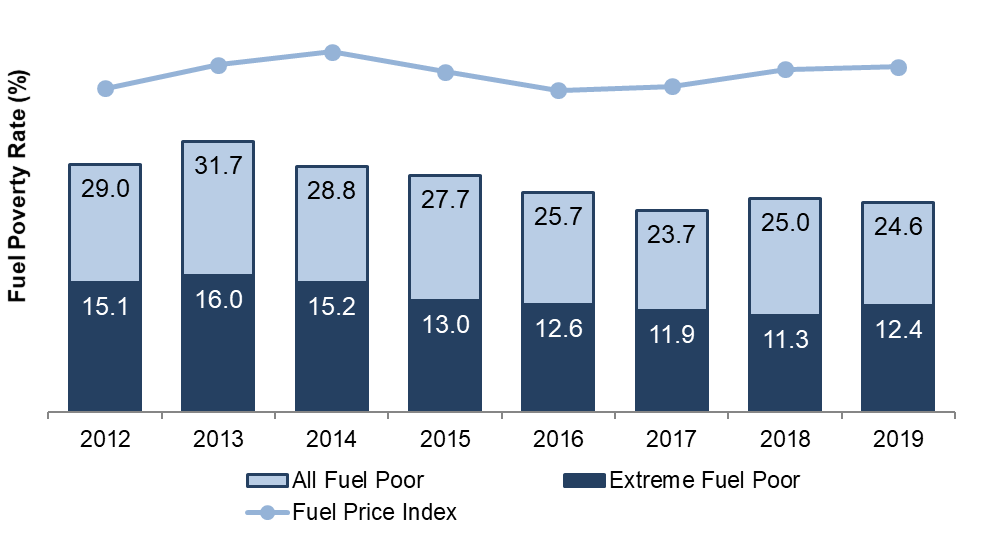 Fuel Poverty Rate (%)
29.0 31.7 28.8 27.7 25.7 23.7 25.0 24.6
15.1 16.0 15.2 13.0 12.6 11.9 11.3 12.4
2012 2013 2014 2015 2016 2017 2018 2019
All Fuel Poor Extreme Fuel Poor
Fuel Price Index